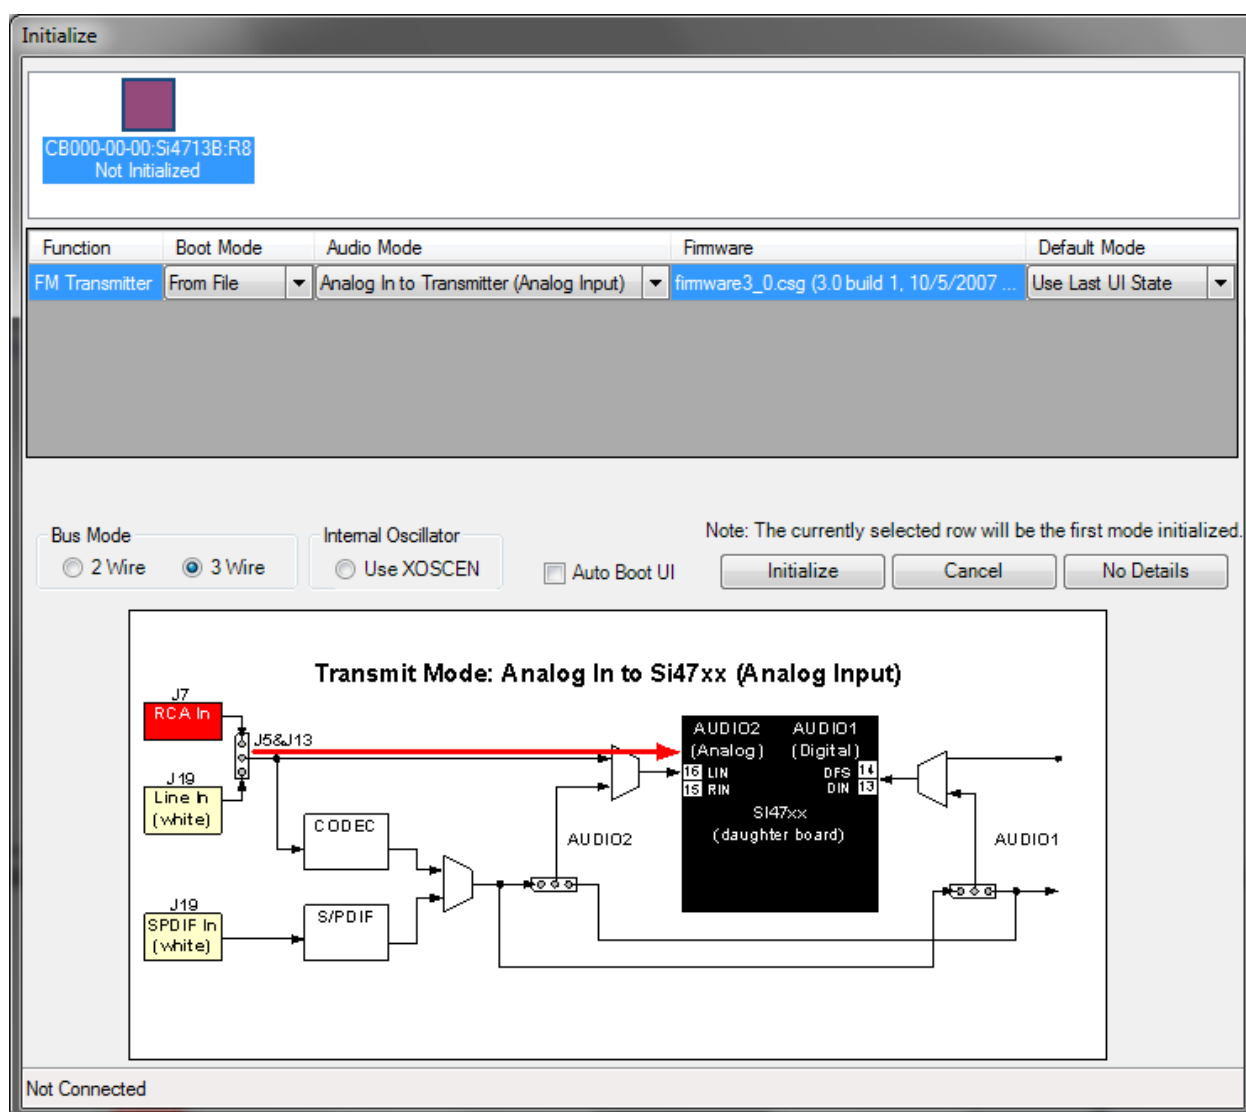 Initialize
CB000-00-00:Si4713B:R8
Not Initialized
Function Boot Mode Audio Mode Firmware Default Mode
FM Transmitter From File Analog In to Transmitter (Analog Input) firmware3_0.csg (3.0 build 1, 10/5/2007 ... Use Last UI State
Note: The currently selected row will be the first mode initialized.
Bus Mode Internal Oscillator
2 Wire 3 Wire Use XOSCEN Auto Boot UI Initialize Cancel No Details
Transmit Mode: Analog In to Si47xx (Analog Input)
J7
RCA In
J5&J13
J19
Line In
(white)
CODEC
J19
SPDIF In
(white)
S/PDIF
AUDIO2
AUDIO2 AUDIO1
(Analog) (Digital)
16 LIN DFS 14
15 RIN DIN 13
SI47xx
(daughter board)
AUDIO1
Not Connected